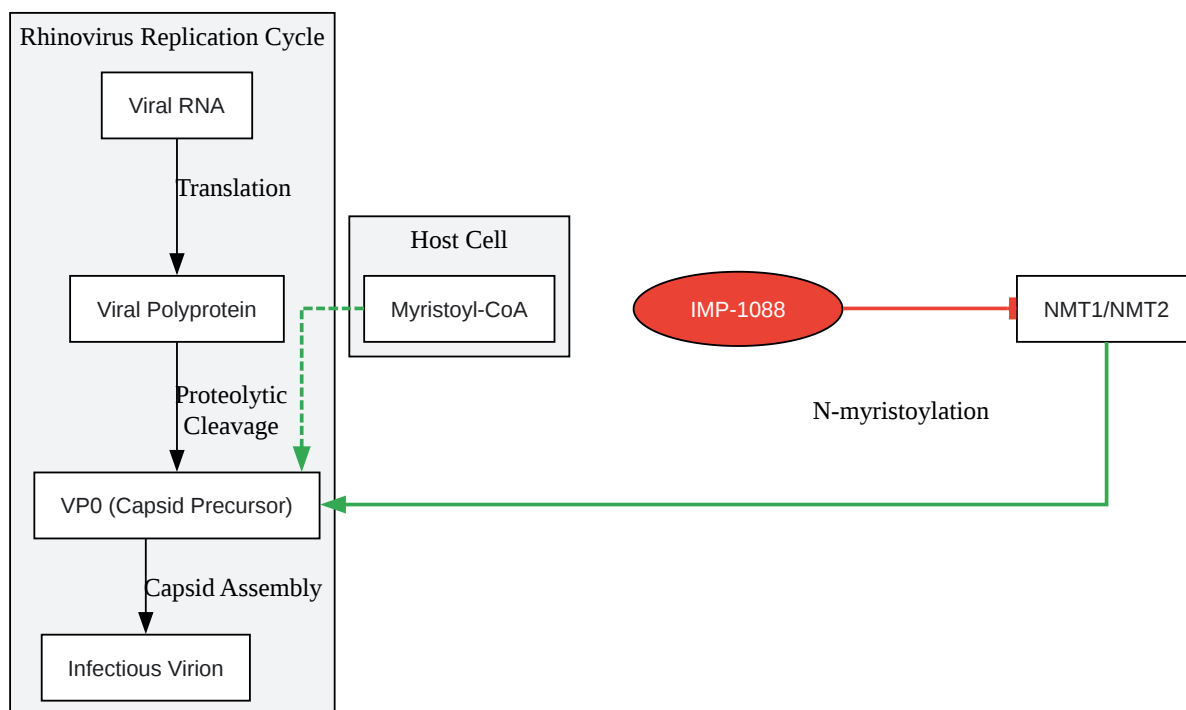 Rhinovirus Replication Cycle
Viral RNA
Translation
Host Cell
Viral Polyprotein
Myristoyl-CoA
IMP-1088
NMT1/NMT2
Proteolytic
Cleavage
N-myristoylation
VP0 (Capsid Precursor)
Capsid Assembly
Infectious Virion